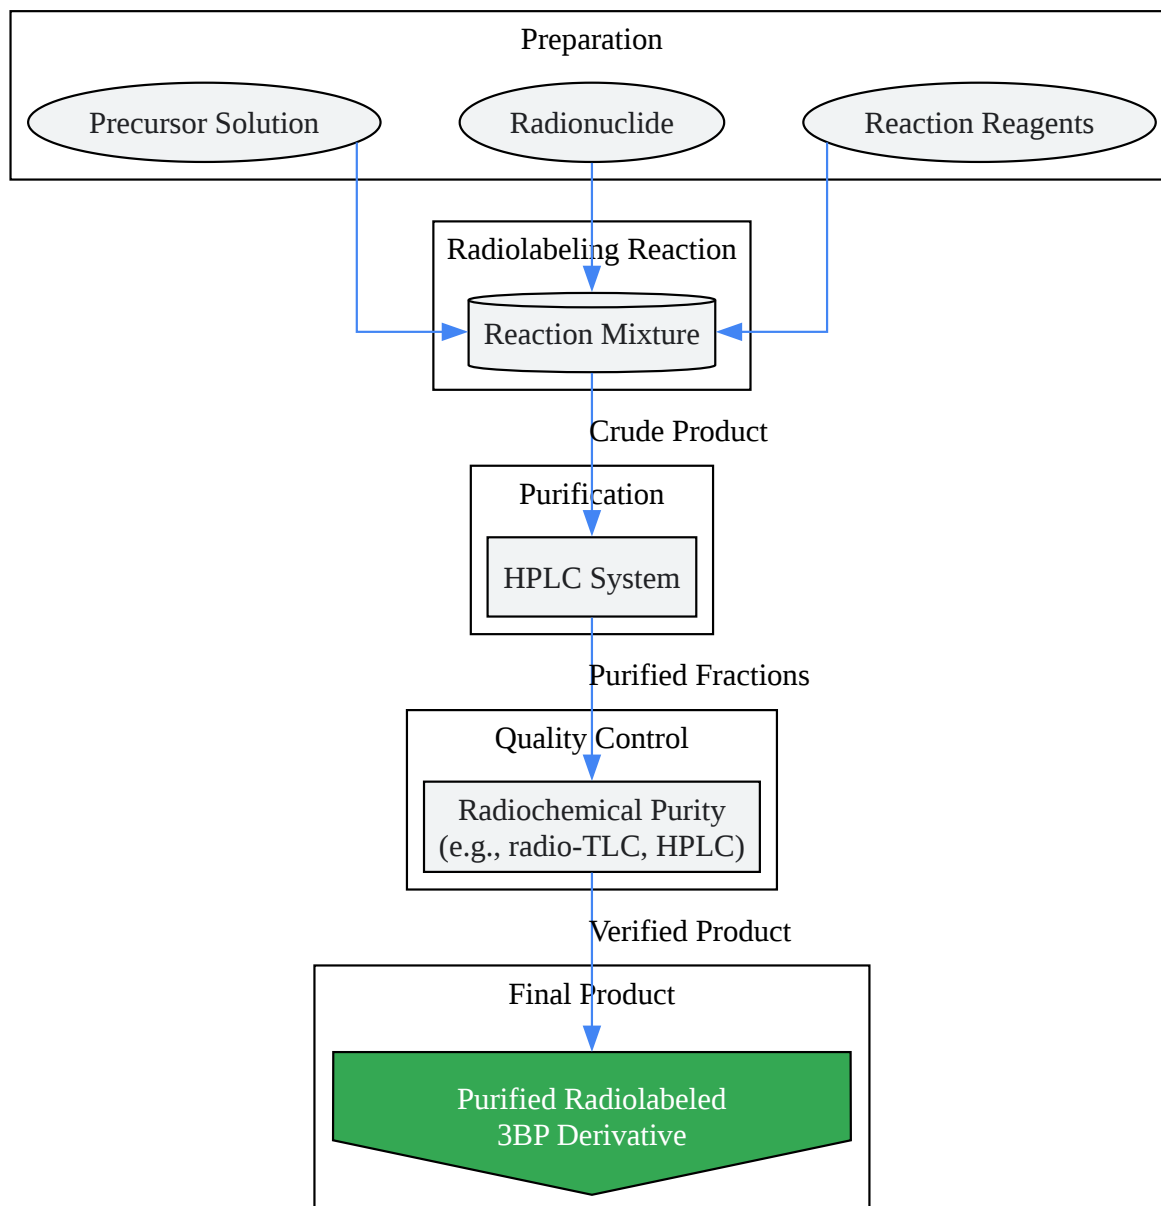 Preparation
Precursor Solution
Radionuclide
Reaction Reagents
Radiolabeling Reaction
Reaction Mixture
Crude Product
Purification
HPLC System
Purified Fractions
Quality Control
Radiochemical Purity
(e.g., radio-TLC, HPLC)
Verified Product
Final Product
Purified Radiolabeled
3BP Derivative